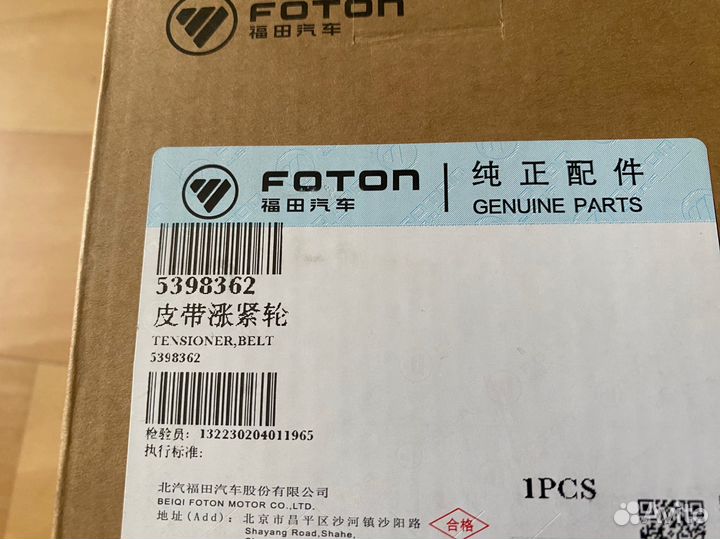 FOTON
福田汽车
FOTON
福田汽车
纯正配件
GENUINE PARTS
5398362
皮带涨紧轮
TENSIONER,BELT
5398362
检验员: 132230204011965
执行标准:
北汽福田汽车股份有限公司
BEIQI FOTON MOTOR CO.,LTD.
地址(Add): 北京市昌平区沙河镇沙阳路
Shayang Road,Shahe,
合格
1PCS
Avito